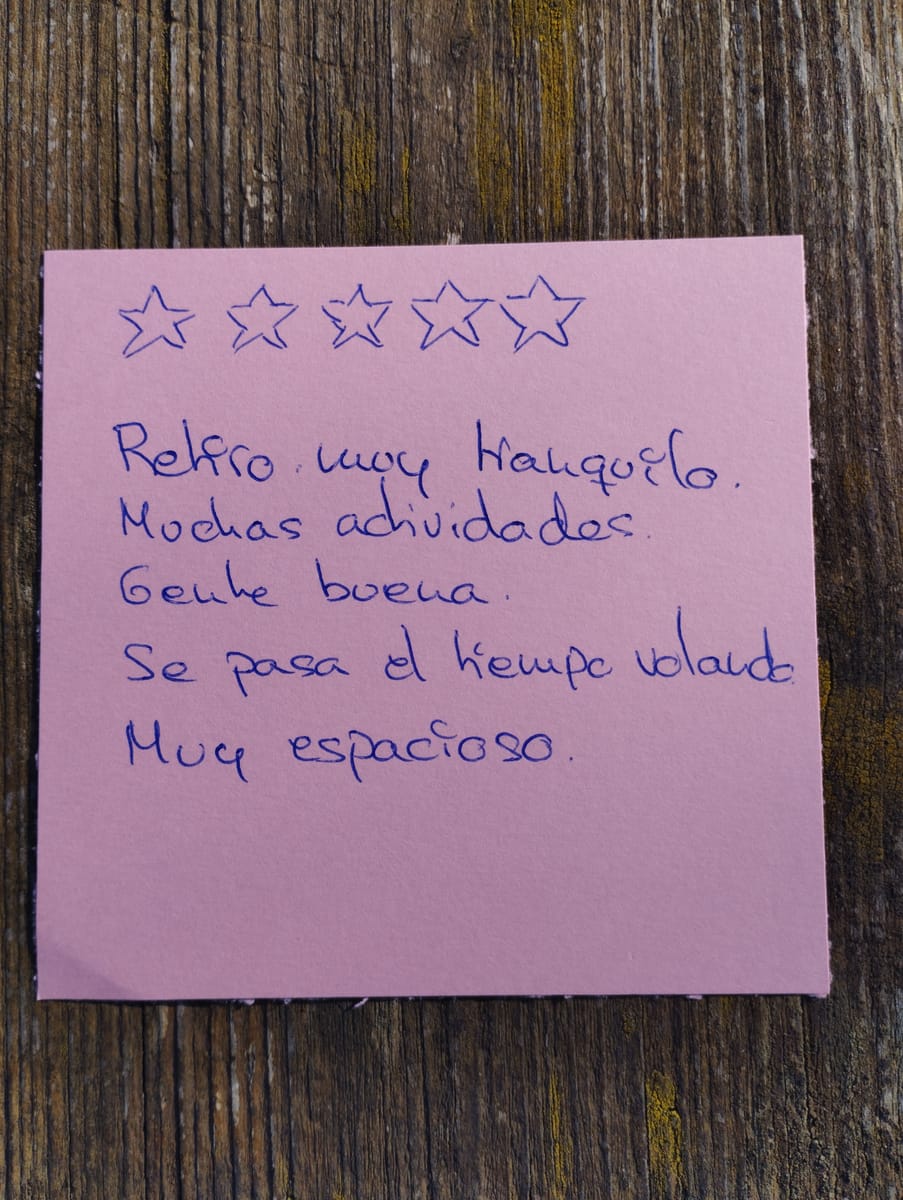 ☆ ☆ ☆ ☆ ☆
Retiro muy tranquilo.
Muchas actividades.
Gente buena.
Se pasa el tiempo volando.
Muy espacioso.